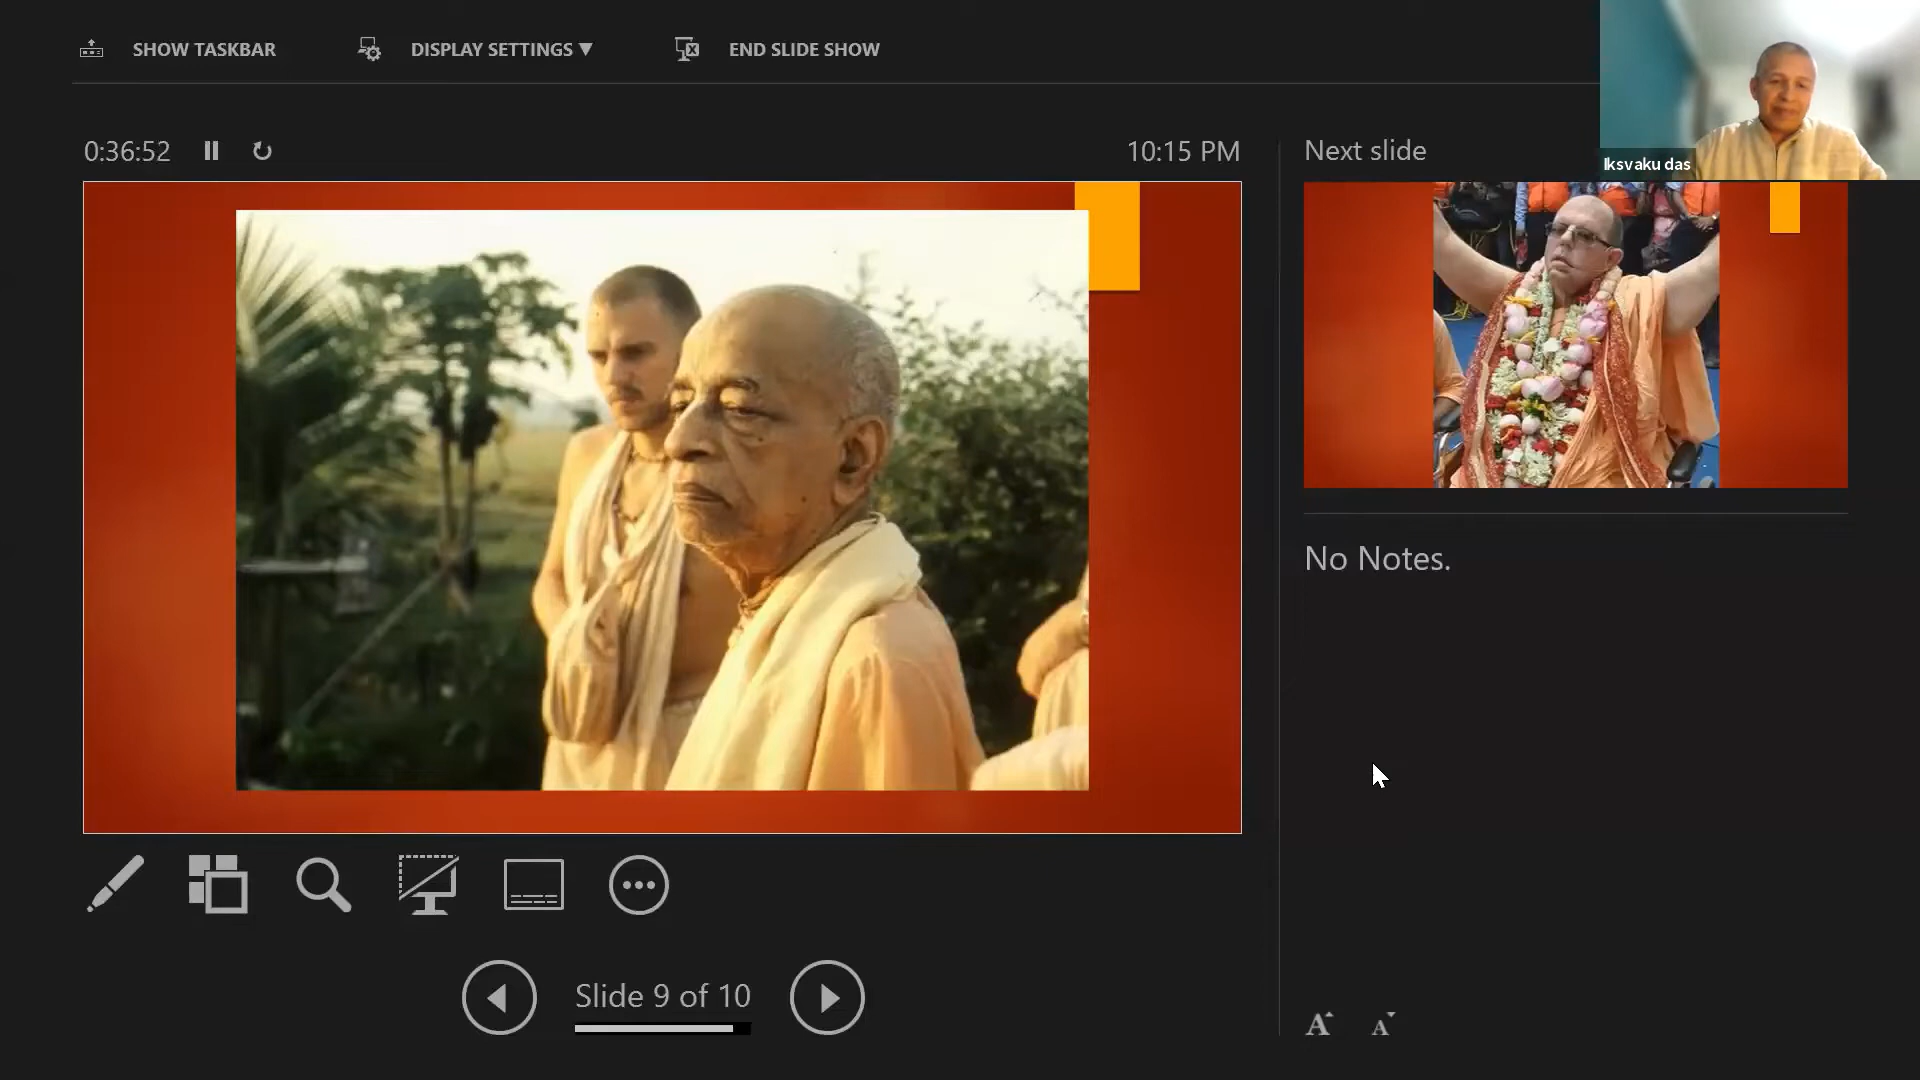 SHOW TASKBAR
DISPLAY SETTINGS ▼
END SLIDE SHOW
Iksvaku das
0:36:52
10:15 PM
Next slide
No Notes.
Slide 9 of 10
A A